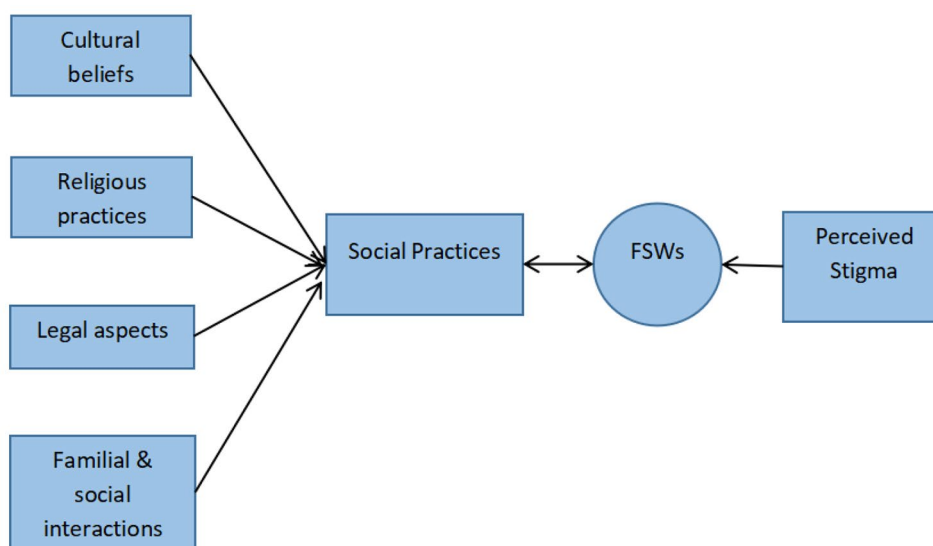 Cultural
beliefs
Religious
practices
Legal aspects
Familial &
social
interactions
Social Practices
FSWs
Perceived
Stigma